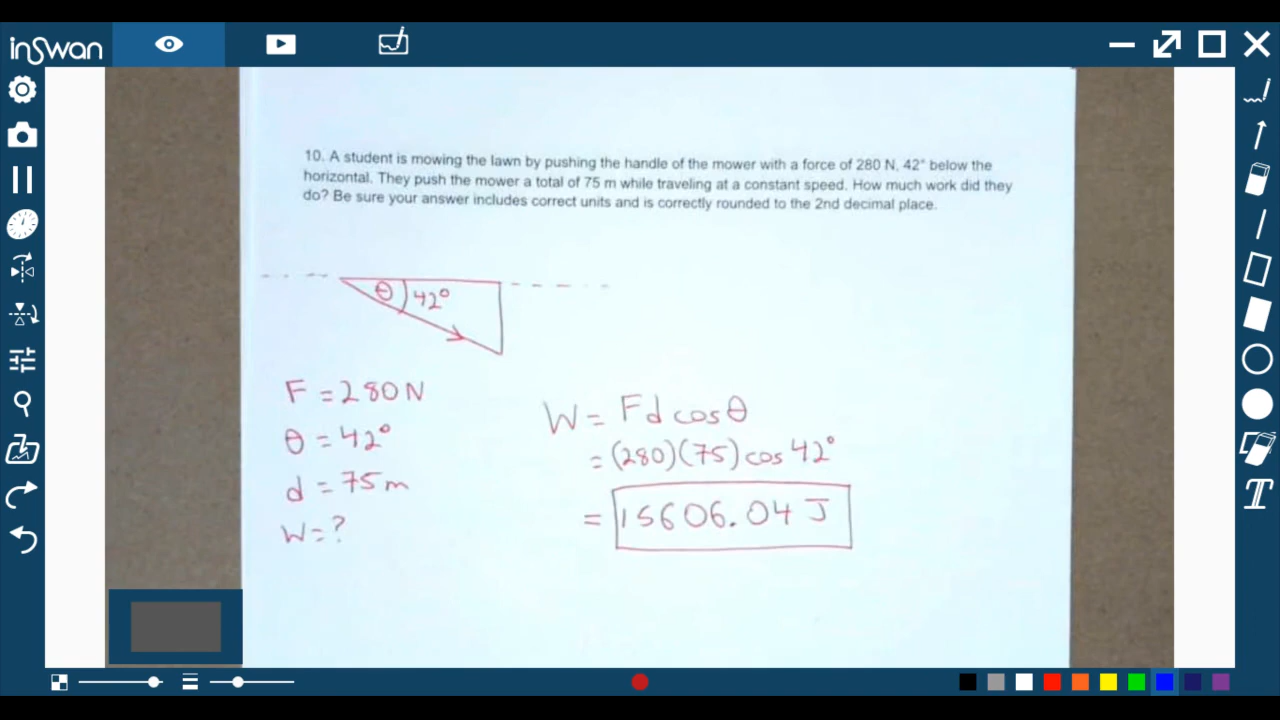 inSwan
10. A student is mowing the lawn by pushing the handle of the mower with a force of 280 N, 42° below the
horizontal. They push the mower a total of 75 m while traveling at a constant speed. How much work did they
do? Be sure your answer includes correct units and is correctly rounded to the 2nd decimal place.
θ 42°
F = 280 N
θ = 42°
d = 75 m
W = ?
W = Fd cos θ
= (280)(75) cos 42°
= 15606.04 J
T